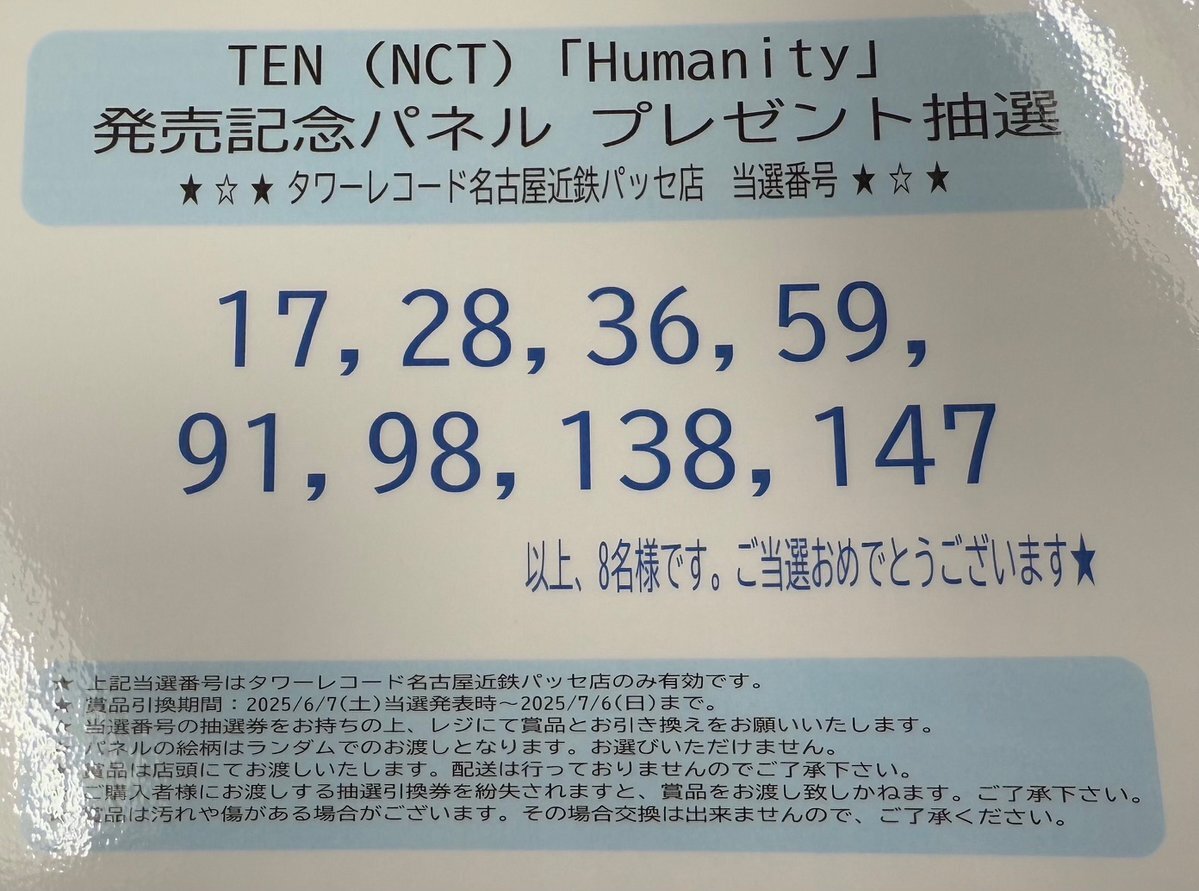 TEN (NCT)「Humanity」
発売記念パネル プレゼント抽選
★☆★タワーレコード名古屋近鉄パッセ店 当選番号★☆★
17, 28, 36, 59,
91, 98, 138, 147
以上、8名様です。ご当選おめでとうございます★
★ 上記当選番号はタワーレコード名古屋近鉄パッセ店のみ有効です。
★ 賞品引換期間：2025/6/7(土)当選発表時～2025/7/6(日)まで。
☆ 当選番号の抽選券をお持ちの上、レジにて賞品とお引き換えをお願いいたします。
パネルの絵柄はランダムでのお渡しとなります。お選びいただけません。
賞品は店頭にてお渡しいたします。配送は行っておりませんのでご了承下さい。
ご購入者様にお渡しする抽選引換券を紛失されますと、賞品をお渡し致しかねます。ご了承下さい。
賞品は汚れや傷がある場合がございます。その場合交換は出来ませんので、ご了承ください。